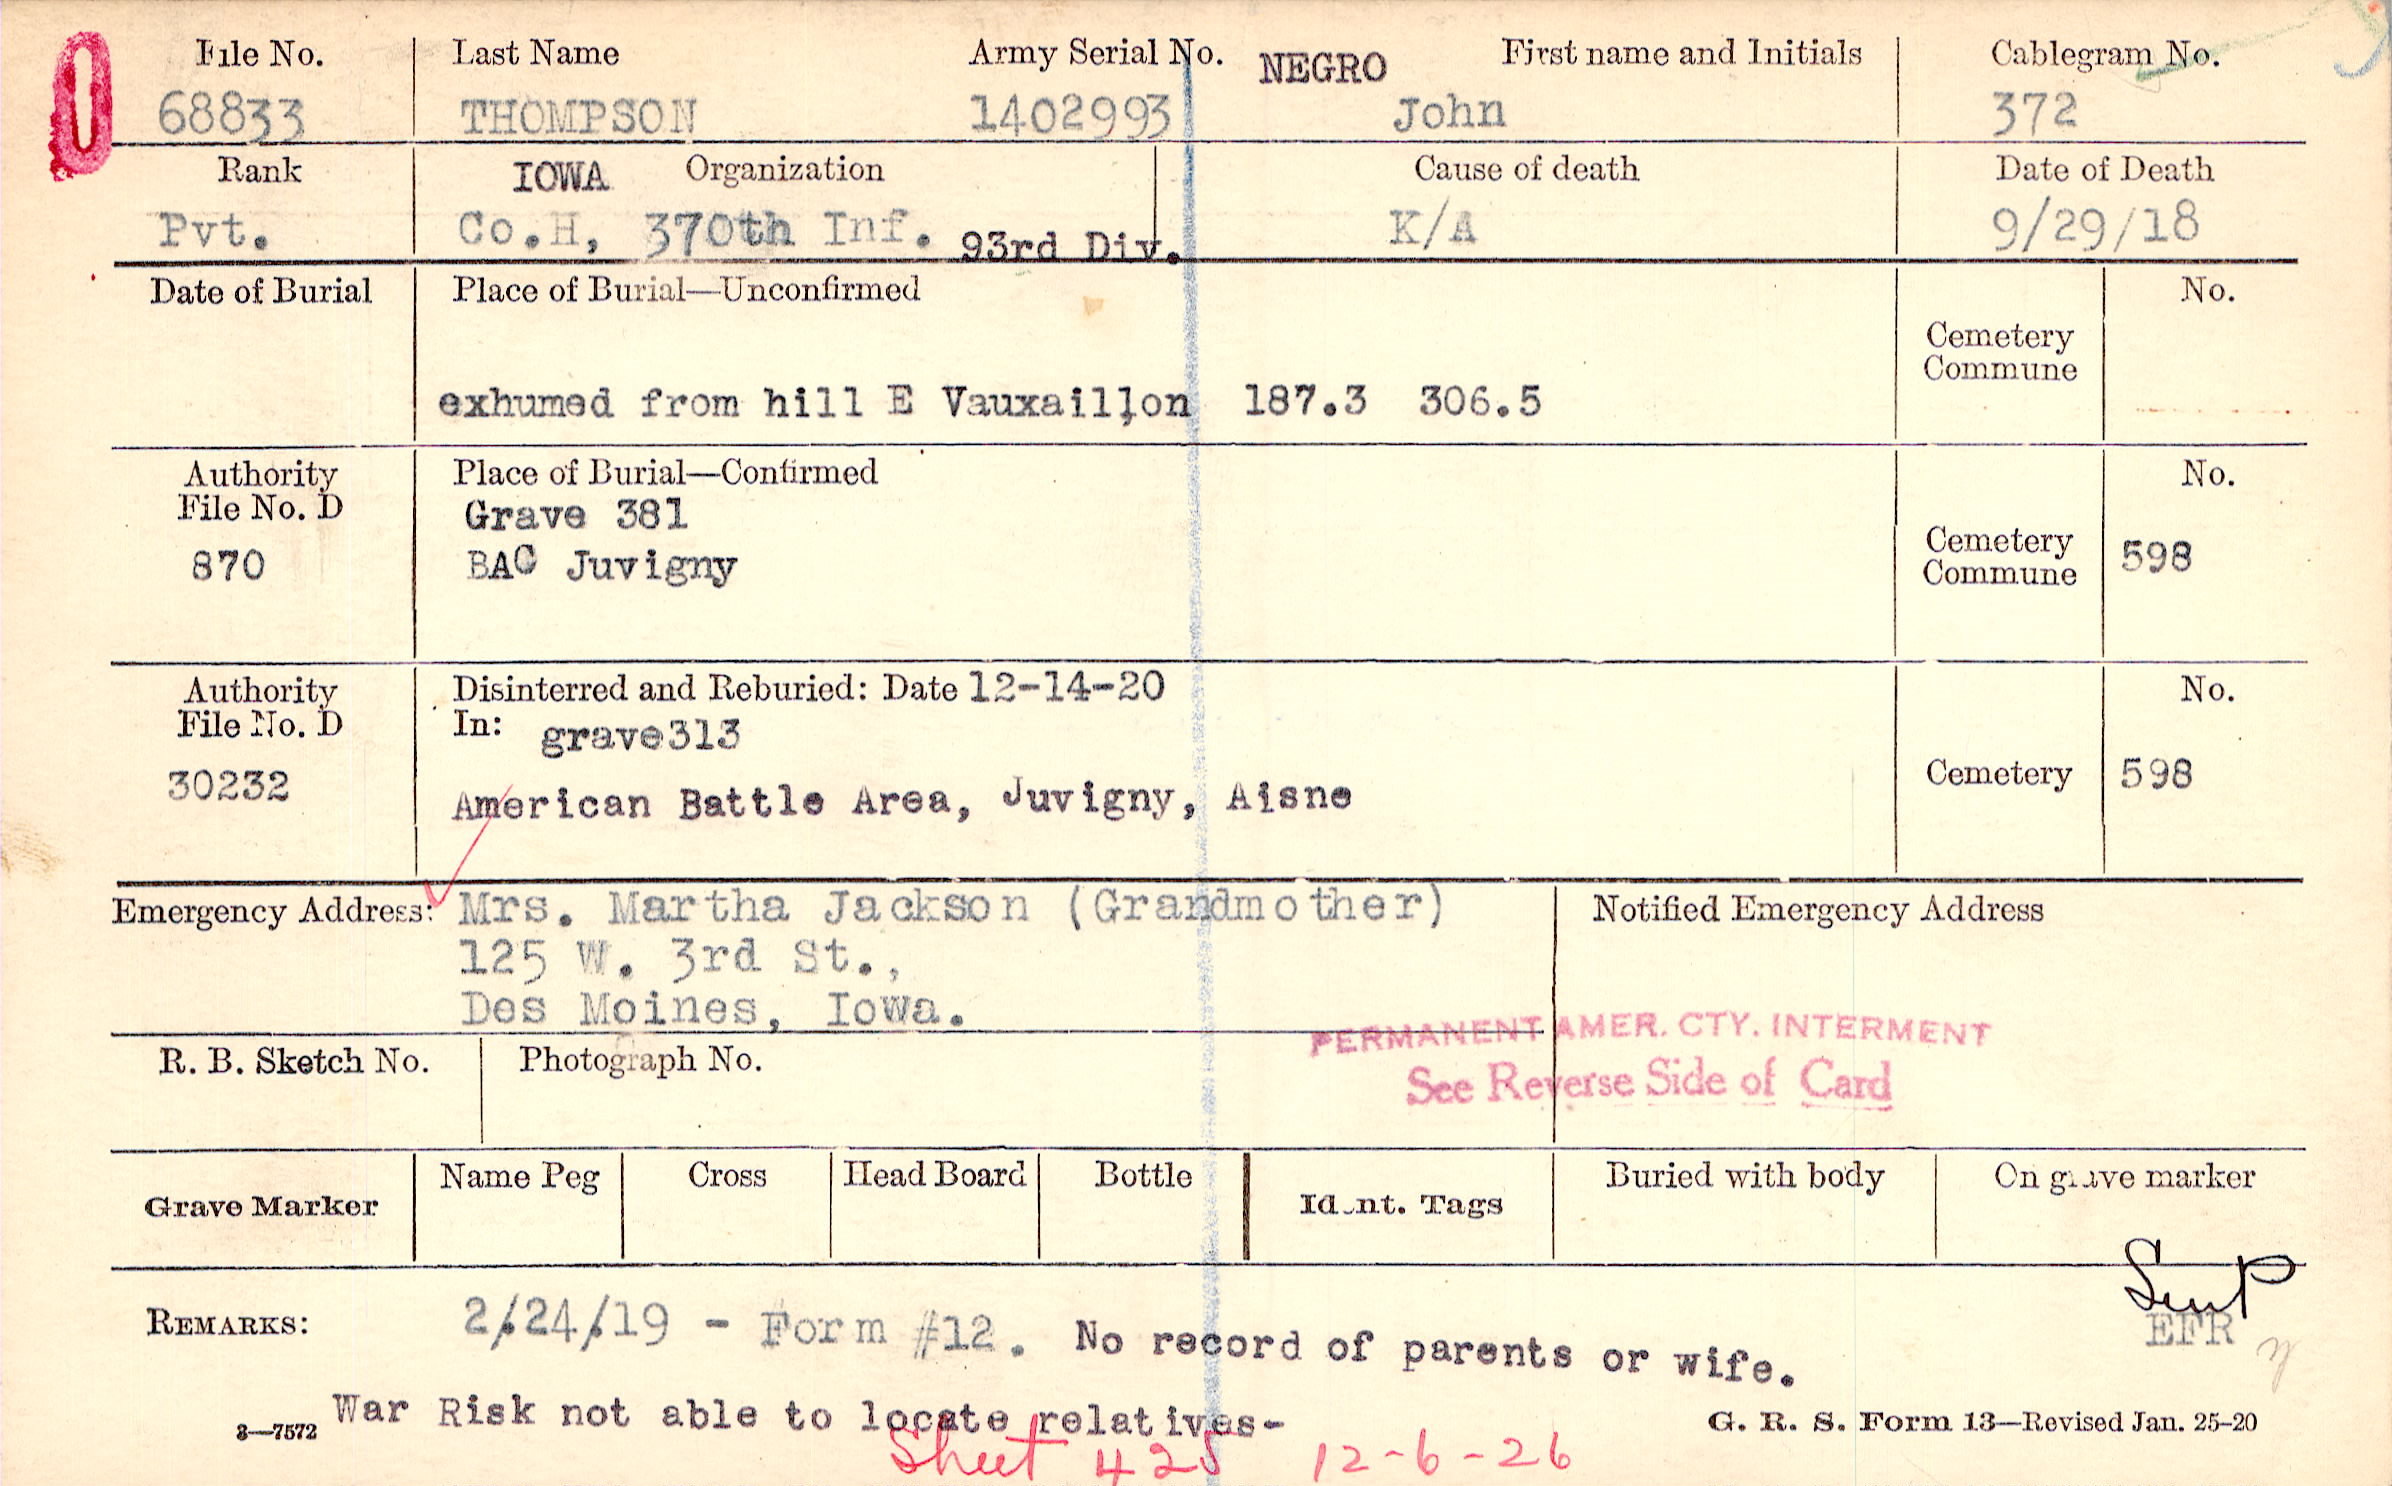 0
File No. Last Name Army Serial No. NEGRO First name and Initials Cablegram No.
68833 THOMPSON 1402993 John 372
Rank IOWA Organization Cause of death Date of Death
Pvt. Co.H, 370th Inf. 93rd Div. K/A 9/29/18
Date of Burial Place of Burial—Unconfirmed No.
Cemetery
Commune
exhumed from hill E Vauxaillon 187.3 306.5
Authority Place of Burial—Confirmed No.
File No. D Grave 381
870 BAC Juvigny Cemetery 598
Commune
Authority Disinterred and Reburied: Date 12-14-20 No.
File No. D In: grave313
30232 American Battle Area, Juvigny, Aisne Cemetery 598
Emergency Address: Mrs. Martha Jackson (Grandmother) Notified Emergency Address
125 W. 3rd St.,
Des Moines, Iowa.
PERMANENT AMER. CTY. INTERMENT
R. B. Sketch No. Photograph No. See Reverse Side of Card
Name Peg Cross Head Board Bottle Buried with body On grave marker
Grave Marker Ident. Tags
REMARKS: 2/24/19 - Form #12. No record of parents or wife. EFR
War Risk not able to locate relatives-
3—7572 G. R. S. Form 13—Revised Jan. 25-20
Sheet 425 12-6-26